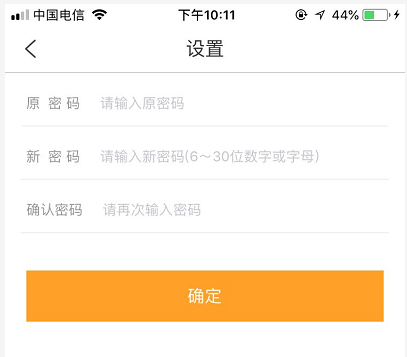 中国电信 下午10:11 44%
设置
原 密 码 请输入原密码
新 密 码 请输入新密码(6～30位数字或字母)
确认密码 请再次输入密码
确定